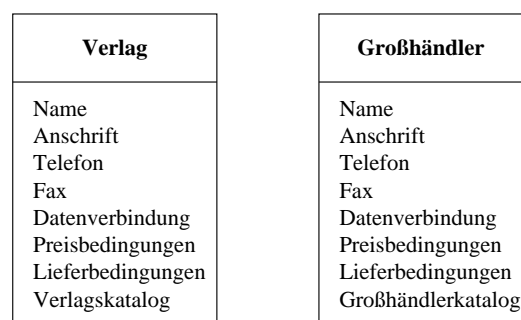 Verlag
Name
Anschrift
Telefon
Fax
Datenverbindung
Preisbedingungen
Lieferbedingungen
Verlagskatalog
Großhändler
Name
Anschrift
Telefon
Fax
Datenverbindung
Preisbedingungen
Lieferbedingungen
Großhändlerkatalog